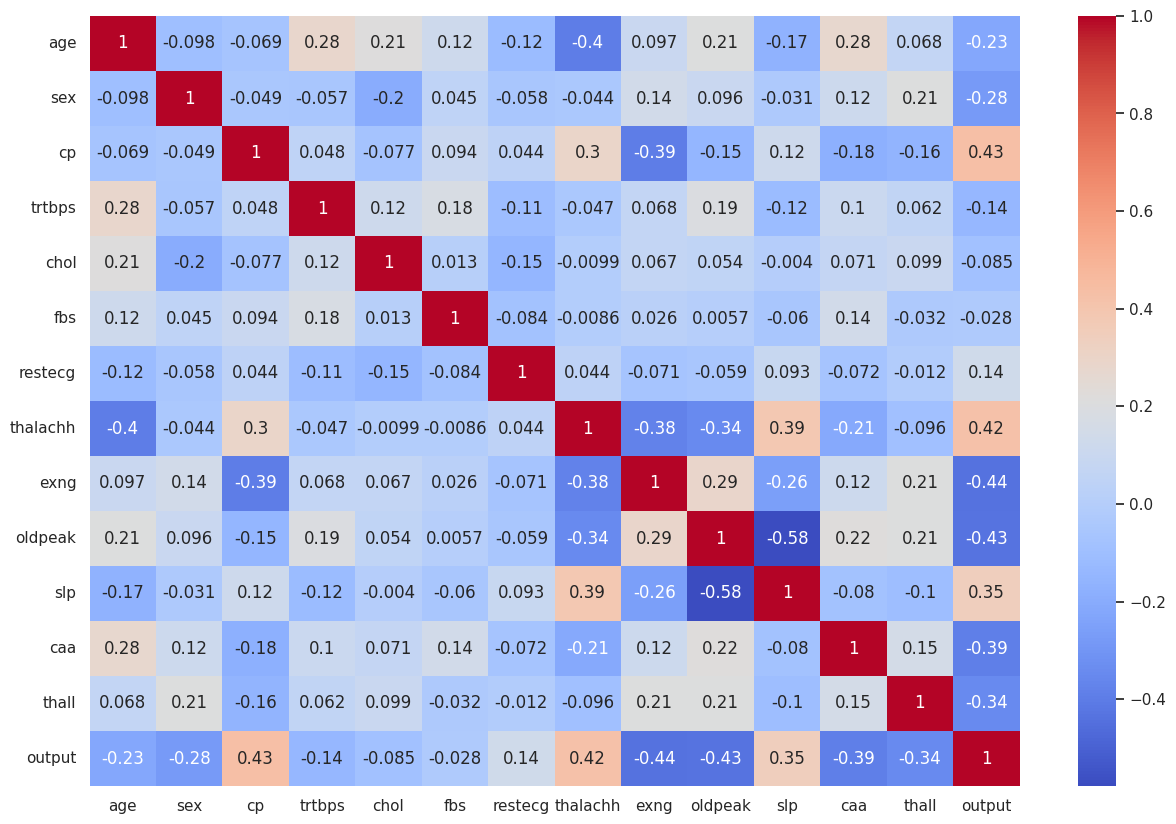 age 1 -0.098 -0.069 0.28 0.21 0.12 -0.12 -0.4 0.097 0.21 -0.17 0.28 0.068 -0.23
sex -0.098 1 -0.049 -0.057 -0.2 0.045 -0.058 -0.044 0.14 0.096 -0.031 0.12 0.21 -0.28
cp -0.069 -0.049 1 0.048 -0.077 0.094 0.044 0.3 -0.39 -0.15 0.12 -0.18 -0.16 0.43
trtbps 0.28 -0.057 0.048 1 0.12 0.18 -0.11 -0.047 0.068 0.19 -0.12 0.1 0.062 -0.14
chol 0.21 -0.2 -0.077 0.12 1 0.013 -0.15 -0.0099 0.067 0.054 -0.004 0.071 0.099 -0.085
fbs 0.12 0.045 0.094 0.18 0.013 1 -0.084 -0.0086 0.026 0.0057 -0.06 0.14 -0.032 -0.028
restecg -0.12 -0.058 0.044 -0.11 -0.15 -0.084 1 0.044 -0.071 -0.059 0.093 -0.072 -0.012 0.14
thalachh -0.4 -0.044 0.3 -0.047 -0.0099 -0.0086 0.044 1 -0.38 -0.34 0.39 -0.21 -0.096 0.42
exng 0.097 0.14 -0.39 0.068 0.067 0.026 -0.071 -0.38 1 0.29 -0.26 0.12 0.21 -0.44
oldpeak 0.21 0.096 -0.15 0.19 0.054 0.0057 -0.059 -0.34 0.29 1 -0.58 0.22 0.21 -0.43
slp -0.17 -0.031 0.12 -0.12 -0.004 -0.06 0.093 0.39 -0.26 -0.58 1 -0.08 -0.1 0.35
caa 0.28 0.12 -0.18 0.1 0.071 0.14 -0.072 -0.21 0.12 0.22 -0.08 1 0.15 -0.39
thall 0.068 0.21 -0.16 0.062 0.099 -0.032 -0.012 -0.096 0.21 0.21 -0.1 0.15 1 -0.34
output -0.23 -0.28 0.43 -0.14 -0.085 -0.028 0.14 0.42 -0.44 -0.43 0.35 -0.39 -0.34 1
age sex cp trtbps chol fbs restecg thalachh exng oldpeak slp caa thall output
1.0
0.8
0.6
0.4
0.2
0.0
−0.2
−0.4